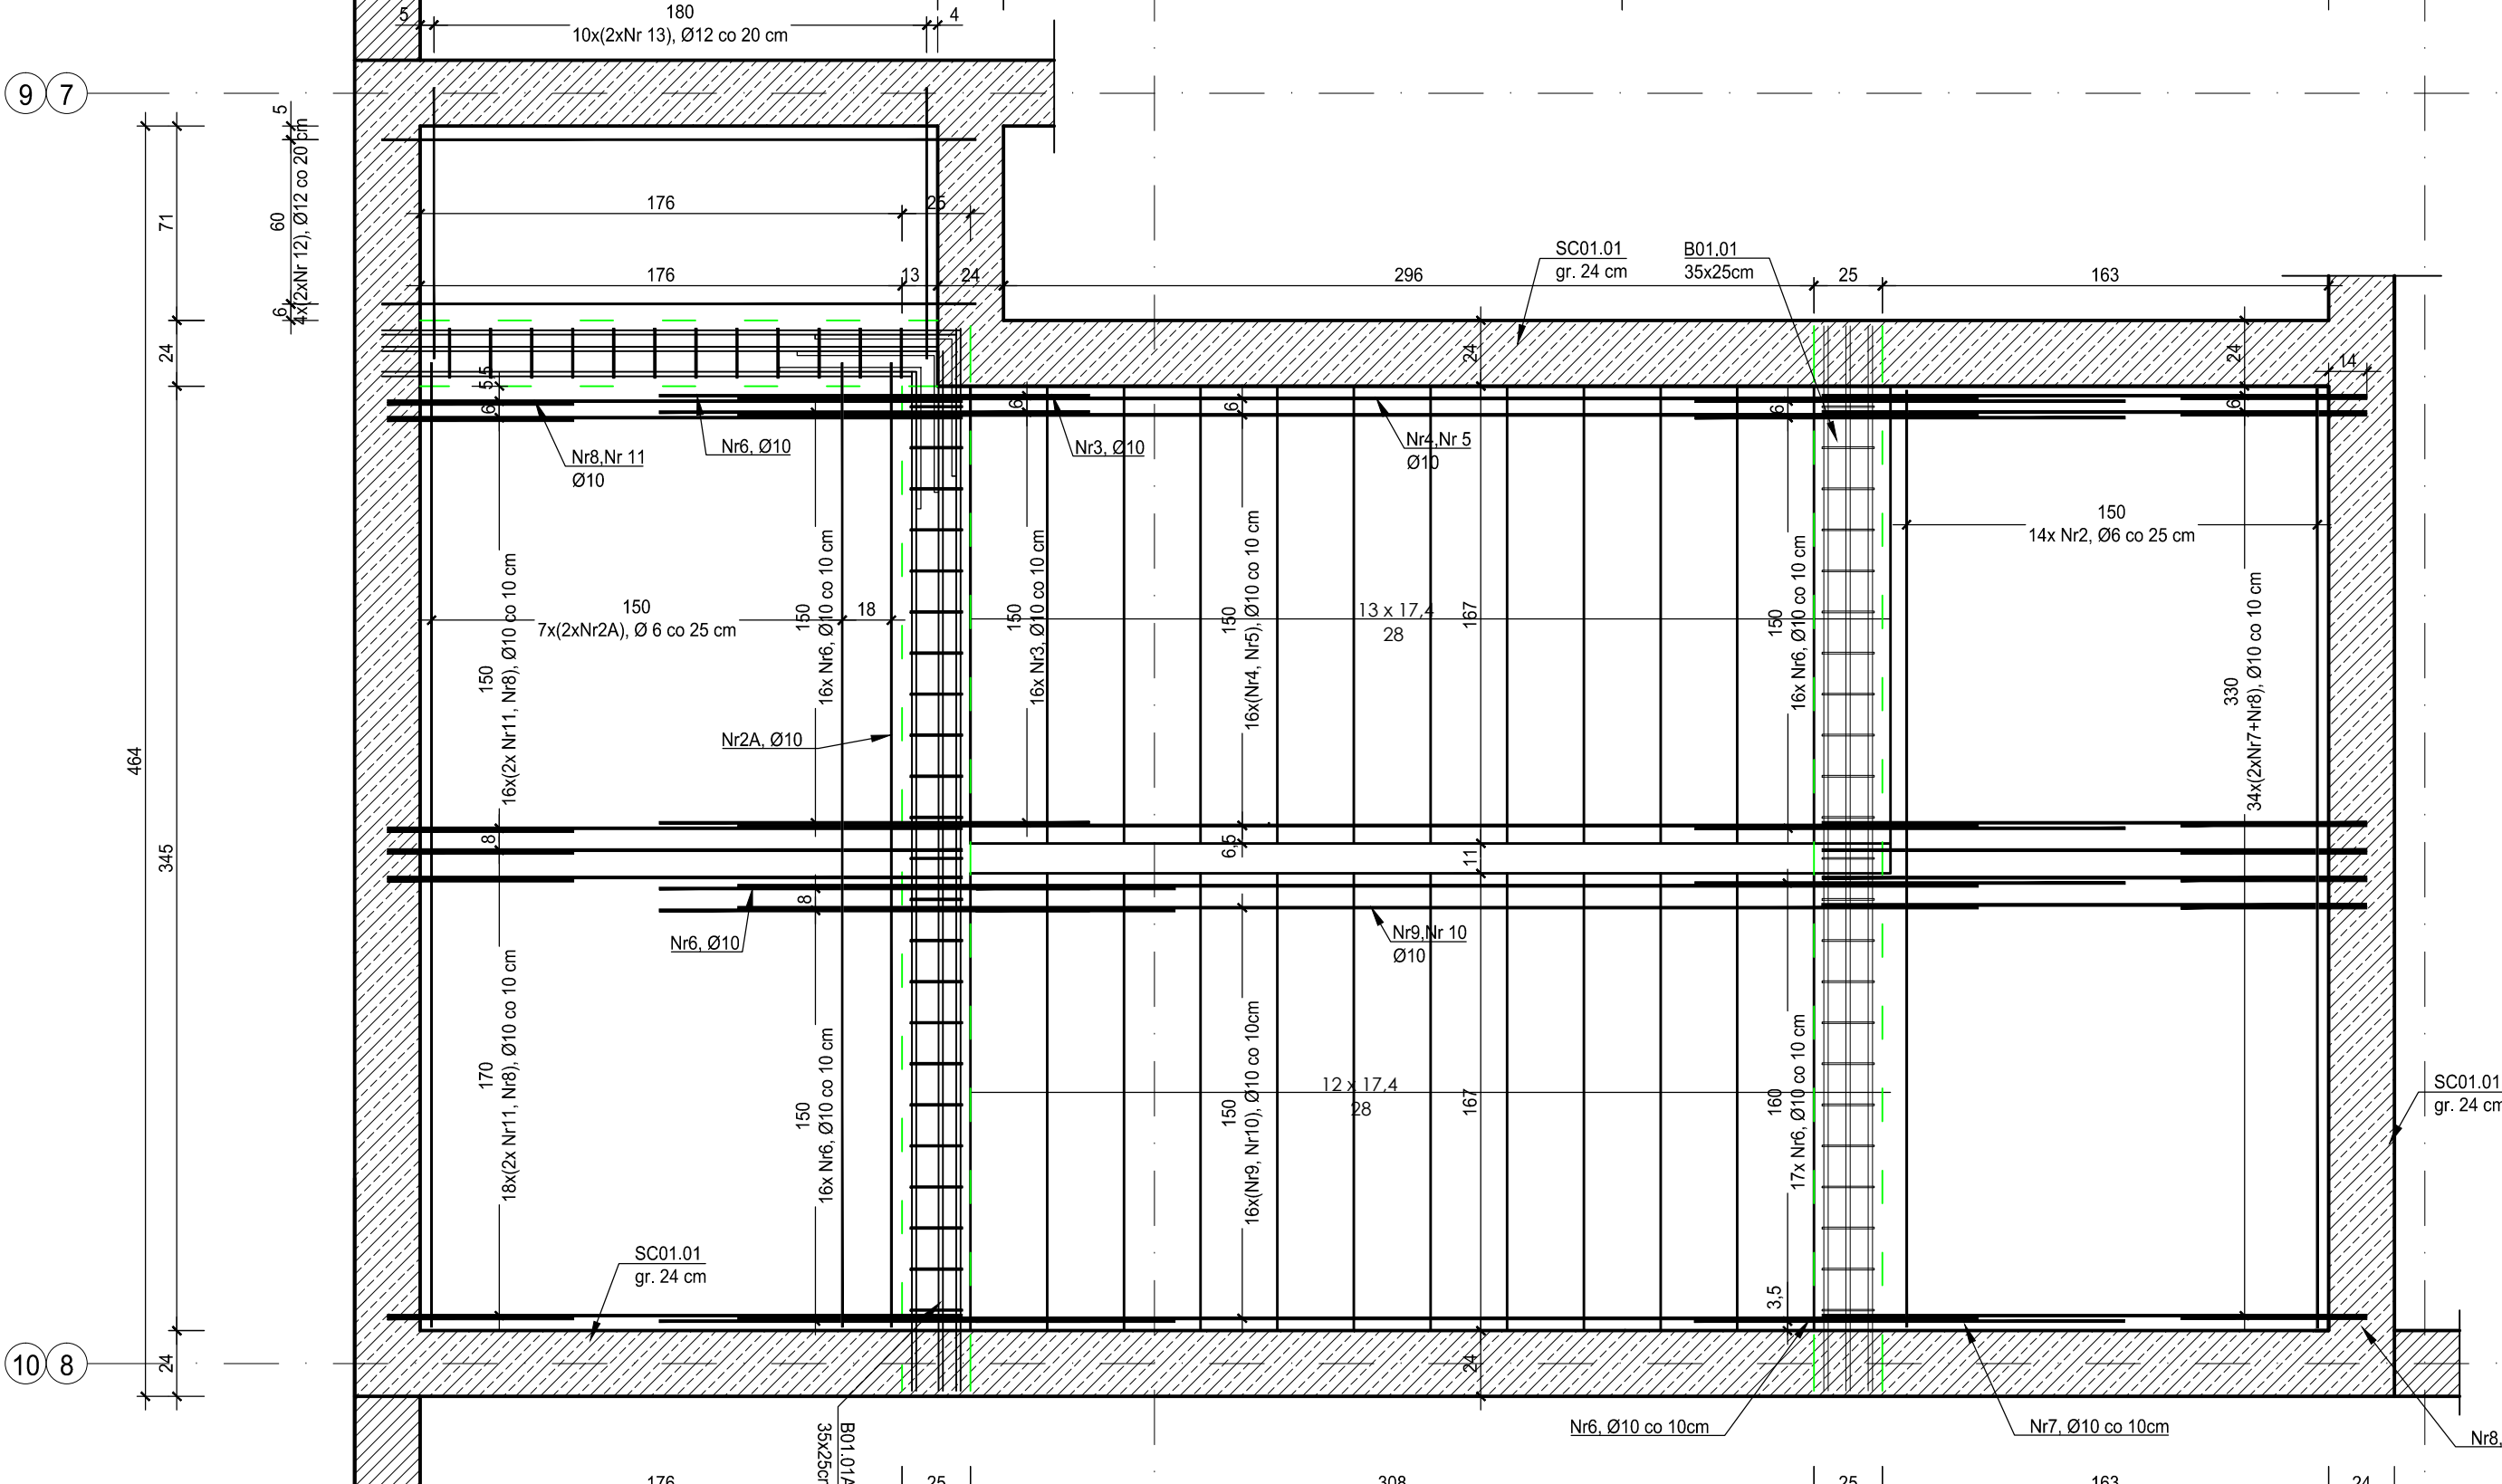 5
180
4
10x(2xNr 13), Ø12 co 20 cm
9
7
5
60
4x(2xNr 12), Ø12 co 20 cm
6
71
24
464
345
24
176
25
176
13
24
296
25
163
SC01.01
gr. 24 cm
B01.01
35x25cm
24
24
14
5,5
6
6
6
6
6
Nr8,Nr 11
Ø10
Nr6, Ø10
Nr3, Ø10
Nr4,Nr 5
Ø10
150
14x Nr2, Ø6 co 25 cm
150
7x(2xNr2A), Ø 6 co 25 cm
18
150
16x(2x Nr11, Nr8), Ø10 co 10 cm
150
16x Nr6, Ø10 co 10 cm
150
16x Nr3, Ø10 co 10 cm
150
16x(Nr4, Nr5), Ø10 co 10 cm
13 x 17,4
28
167
150
16x Nr6, Ø10 co 10 cm
330
34x(2xNr7+Nr8), Ø10 co 10 cm
Nr2A, Ø10
8
6,5
11
8
Nr6, Ø10
Nr9,Nr 10
Ø10
170
18x(2x Nr11, Nr8), Ø10 co 10 cm
150
16x Nr6, Ø10 co 10 cm
150
16x(Nr9, Nr10), Ø10 co 10cm
12 x 17,4
28
167
160
17x Nr6, Ø10 co 10 cm
3,5
SC01.01
gr. 24 cm
SC01.01
gr. 24 cm
10
8
24
B01.01A
35x25cm
Nr6, Ø10 co 10cm
Nr7, Ø10 co 10cm
Nr8,
176
25
308
25
163
24